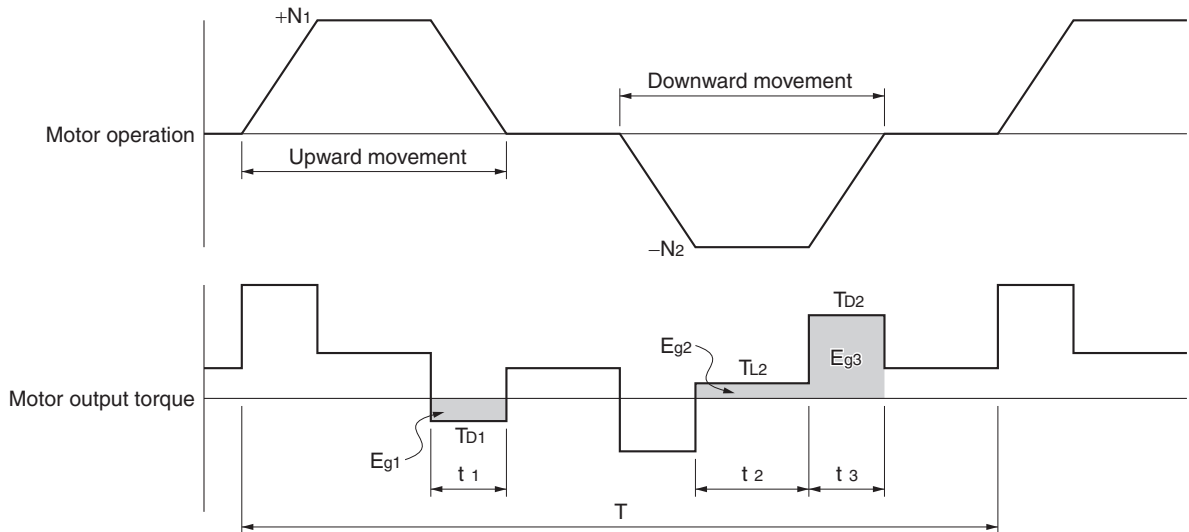 +N1
Downward movement
Motor operation
Upward movement
−N2
TD2
Eg2
TL2
Eg3
Motor output torque
TD1
Eg1
t 1
t 2
t 3
T